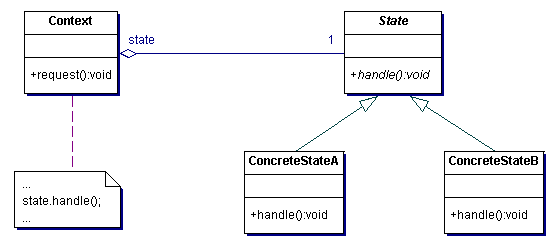 Context
+request():void
state
1
State
+handle():void
ConcreteStateA
+handle():void
ConcreteStateB
+handle():void
...
state.handle();
...